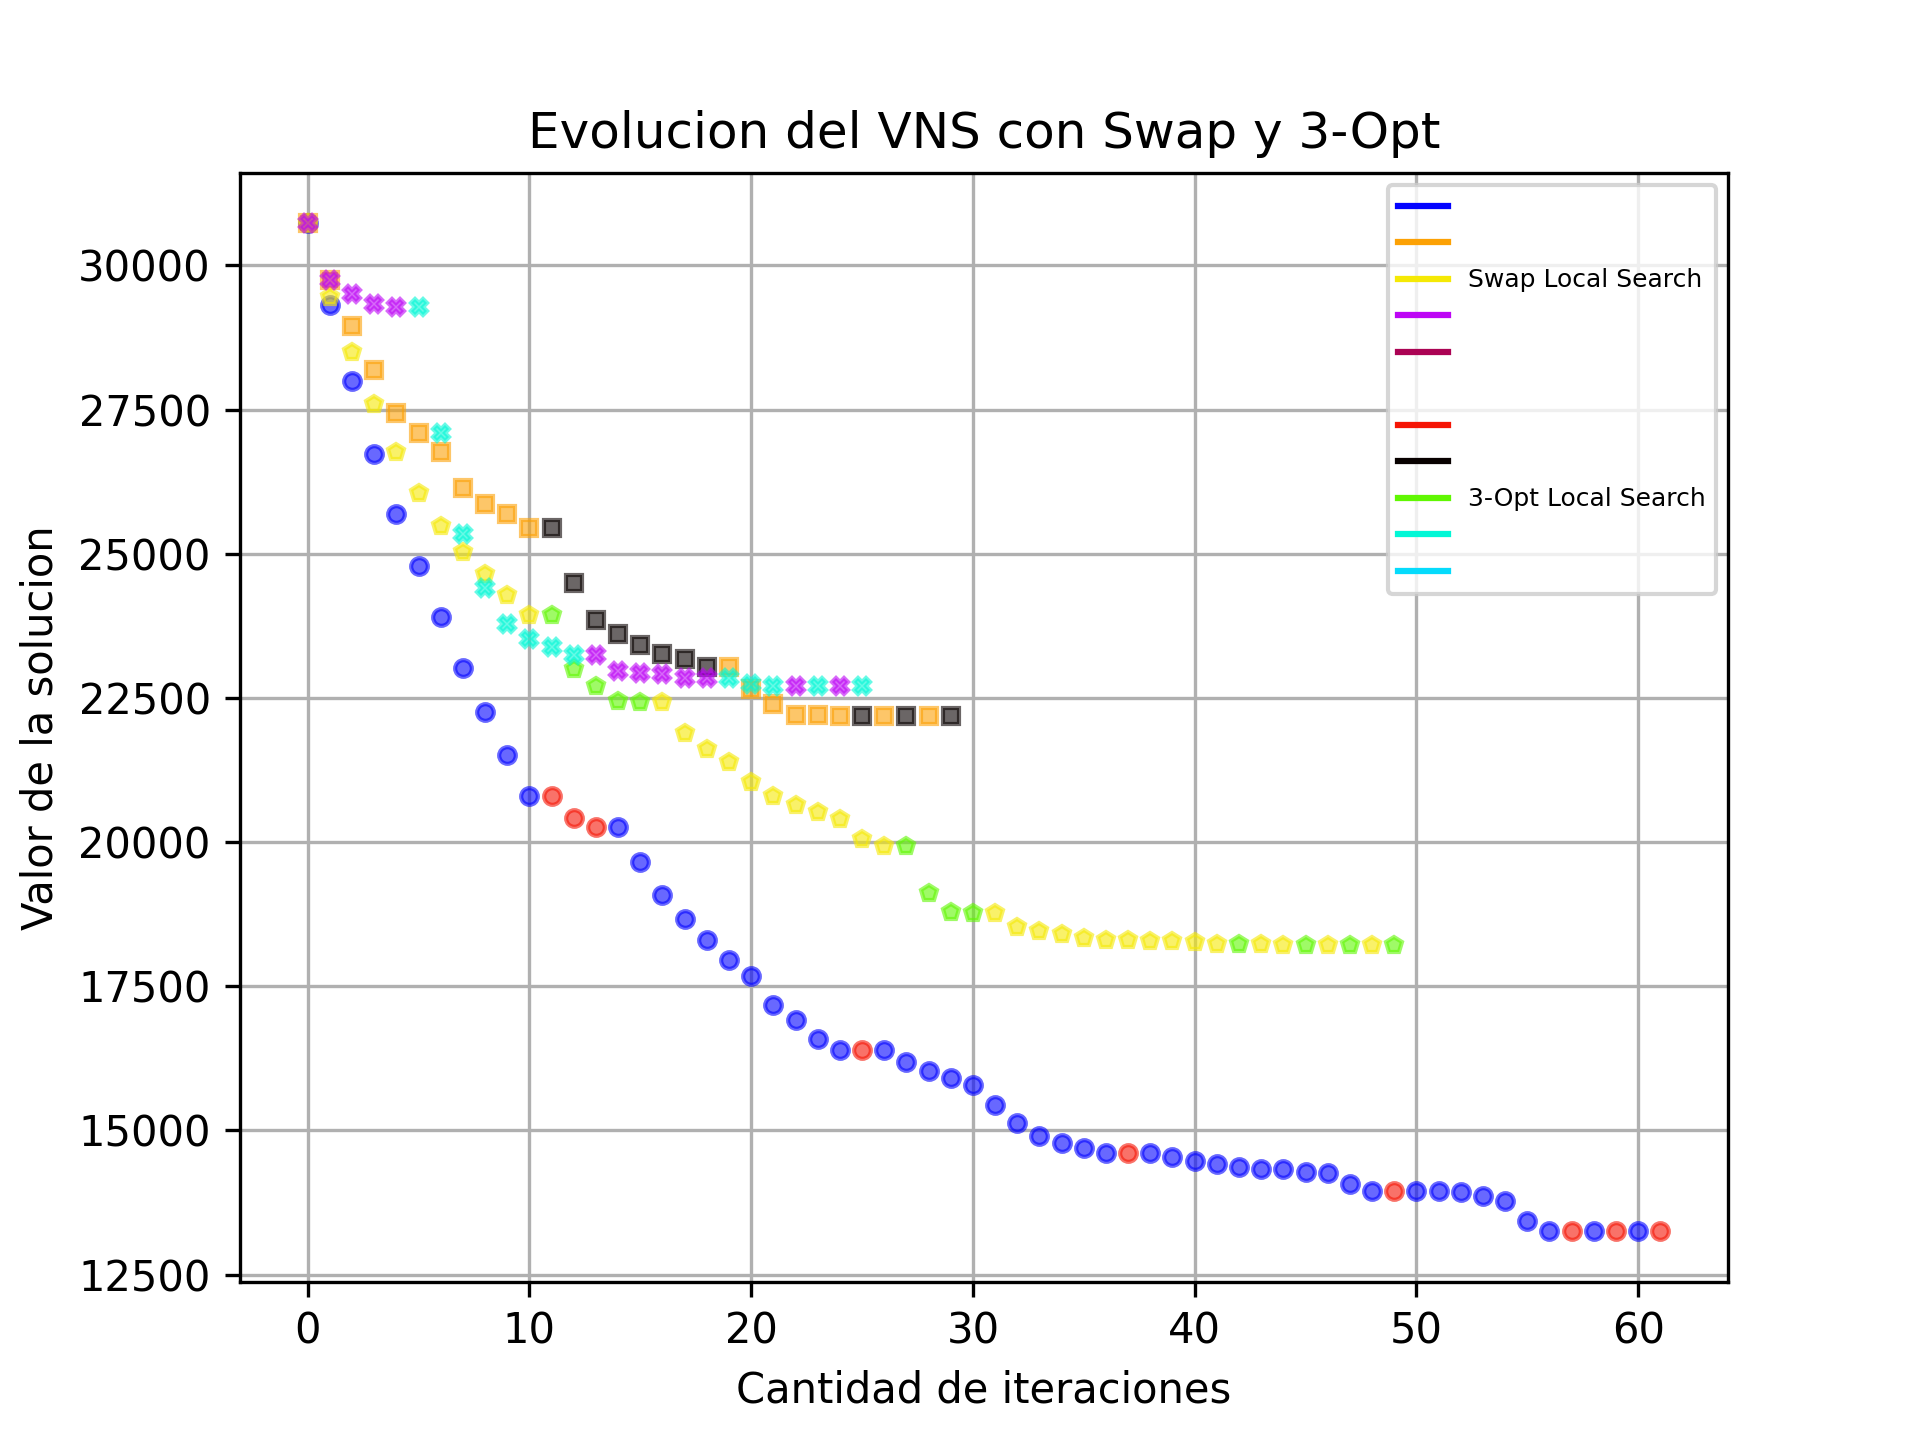 Evolucion del VNS con Swap y 3-Opt
Valor de la solucion
30000
27500
25000
22500
20000
17500
15000
12500
Swap Local Search
3-Opt Local Search
0 10 20 30 40 50 60
Cantidad de iteraciones